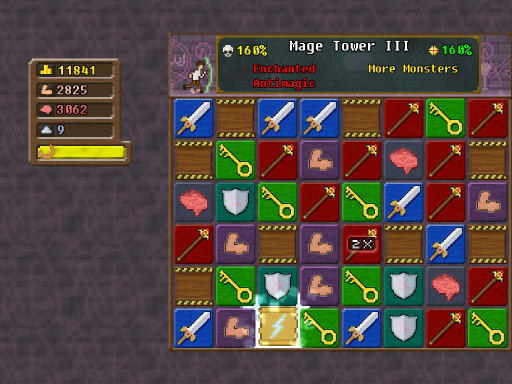 11841
2825
3062
9
160%
Mage Tower III
160%
Enchanted
Antimagic
More Monsters
2X